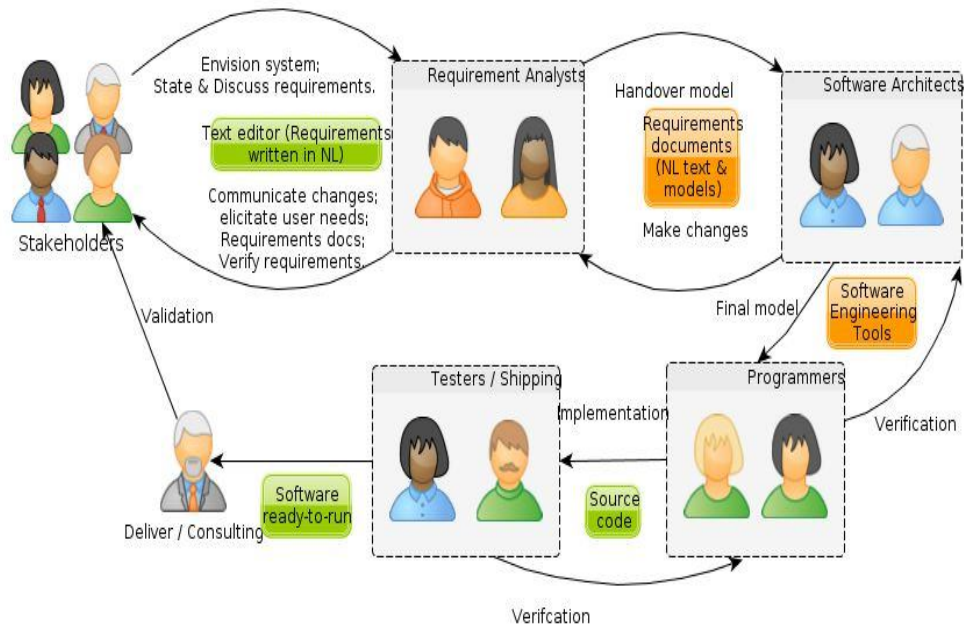 Envision system;
State & Discuss requirements.
Text editor (Requirements
written in NL)
Communicate changes;
elicitate user needs;
Requirements docs;
Verify requirements.
Stakeholders
Requirement Analysts
Handover model
Requirements
documents
(NL text &
models)
Make changes
Software Architects
Final model
Software
Engineering
Tools
Validation
Testers / Shipping
Implementation
Programmers
Verification
Source
code
Software
ready-to-run
Deliver / Consulting
Verifcation